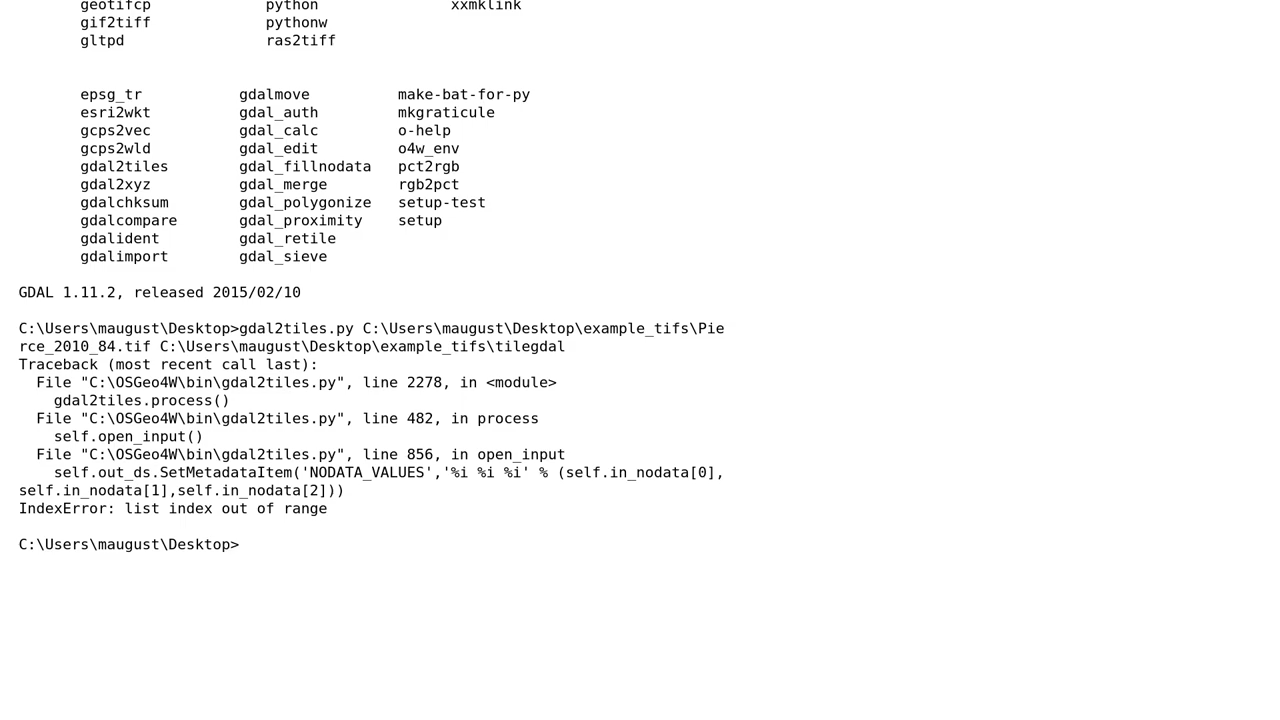 geotifcp python xxmklink
gif2tiff pythonw
gltpd ras2tiff
epsg_tr gdalmove make-bat-for-py
esri2wkt gdal_auth mkgraticule
gcps2vec gdal_calc o-help
gcps2wld gdal_edit o4w_env
gdal2tiles gdal_fillnodata pct2rgb
gdal2xyz gdal_merge rgb2pct
gdalchksum gdal_polygonize setup-test
gdalcompare gdal_proximity setup
gdalident gdal_retile
gdalimport gdal_sieve
GDAL 1.11.2, released 2015/02/10
C:\Users\maugust\Desktop>gdal2tiles.py C:\Users\maugust\Desktop\example_tifs\Pie
rce_2010_84.tif C:\Users\maugust\Desktop\example_tifs\tilegdal
Traceback (most recent call last):
File "C:\OSGeo4W\bin\gdal2tiles.py", line 2278, in <module>
gdal2tiles.process()
File "C:\OSGeo4W\bin\gdal2tiles.py", line 482, in process
self.open_input()
File "C:\OSGeo4W\bin\gdal2tiles.py", line 856, in open_input
self.out_ds.SetMetadataItem('NODATA_VALUES','%i %i %i' % (self.in_nodata[0],
self.in_nodata[1],self.in_nodata[2]))
IndexError: list index out of range
C:\Users\maugust\Desktop>